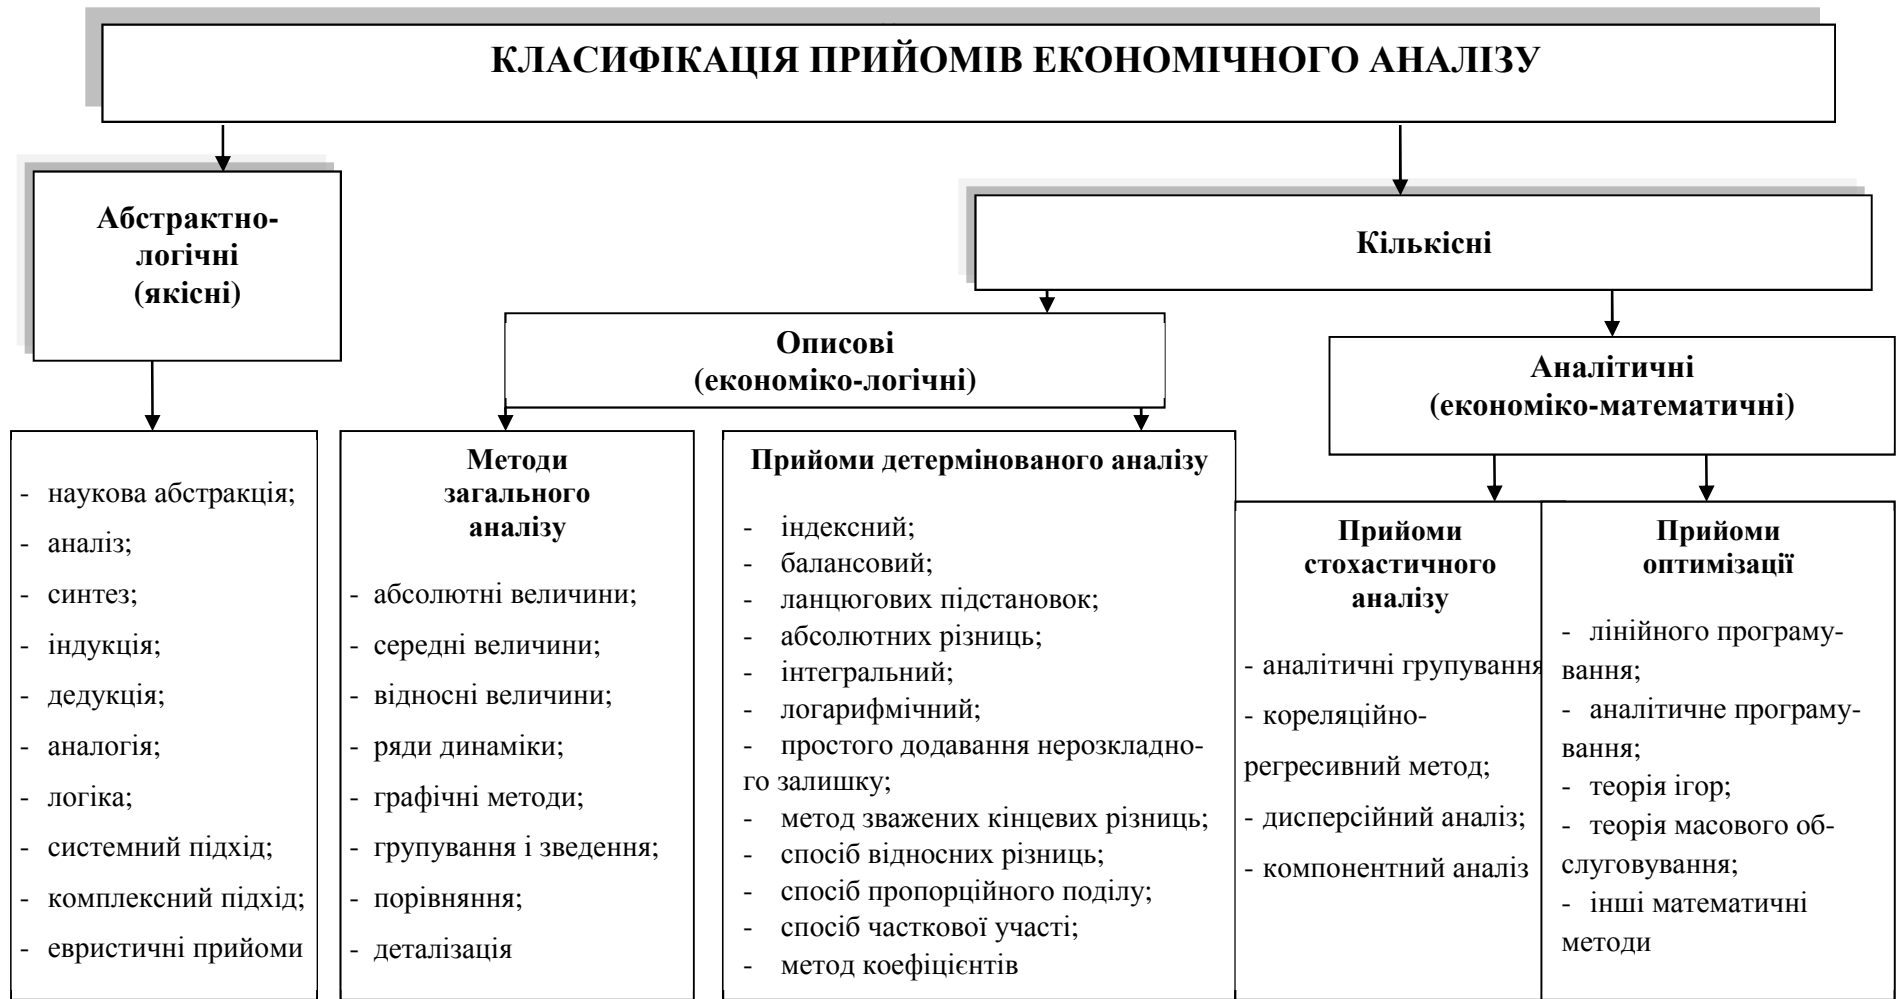 КЛАСИФІКАЦІЯ ПРИЙОМІВ ЕКОНОМІЧНОГО АНАЛІЗУ
Абстрактно-
логічні
(якісні)
Кількісні
Описові
(економіко-логічні)
Аналітичні
(економіко-математичні)
- наукова абстракція;
- аналіз;
- синтез;
- індукція;
- дедукція;
- аналогія;
- логіка;
- системний підхід;
- комплексний підхід;
- евристичні прийоми
Методи
загального
аналізу
- абсолютні величини;
- середні величини;
- відносні величини;
- ряди динаміки;
- графічні методи;
- групування і зведення;
- порівняння;
- деталізація
Прийоми детермінованого аналізу
- індексний;
- балансовий;
- ланцюгових підстановок;
- абсолютних різниць;
- інтегральний;
- логарифмічний;
- простого додавання нерозкладно-
го залишку;
- метод зважених кінцевих різниць;
- спосіб відносних різниць;
- спосіб пропорційного поділу;
- спосіб часткової участі;
- метод коефіцієнтів
Прийоми
стохастичного
аналізу
- аналітичні групування
- кореляційно-
регресивний метод;
- дисперсійний аналіз;
- компонентний аналіз
Прийоми
оптимізації
- лінійного програму-
вання;
- аналітичне програму-
вання;
- теорія ігор;
- теорія масового об-
слуговування;
- інші математичні
методи